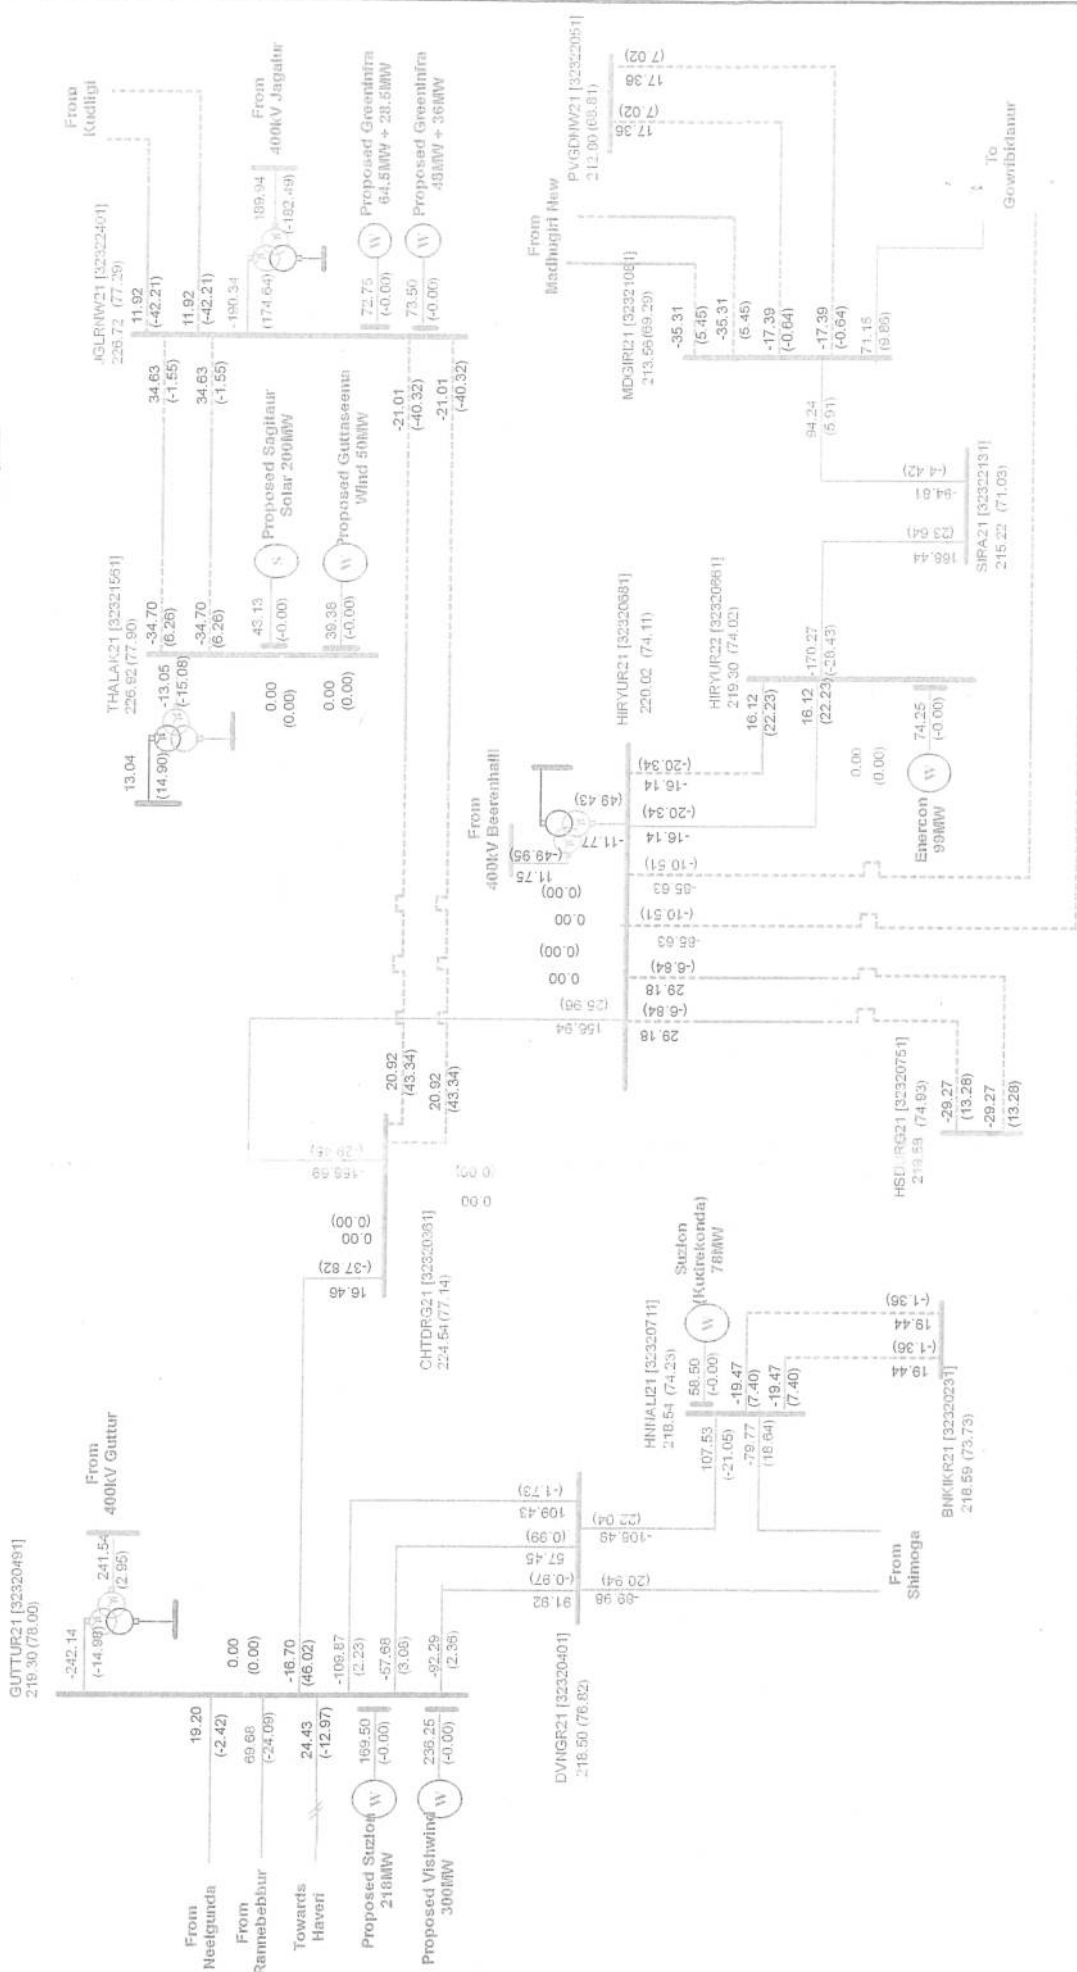 GUTTUR21 [32320491]
219.30 (78.00)
From
400kV Guttur
-242.14
(-14.98)
241.54
(2.95)
From
Neelgunda
19.20
(-2.42)
0.00
(0.00)
From
Rannebebbur
69.68
(-24.09)
-16.70
(46.02)
Towards
Haveri
24.43
(-12.97)
-109.87
(2.23)
-57.68
(3.08)
-92.29
(2.36)
Proposed Suzlon
218MW
W
169.50
(-0.00)
Proposed Vishwind
300MW
W
236.25
(-0.00)
DVNGR21 [32320401]
218.50 (76.82)
91.92
(-0.97)
57.45
(0.99)
109.43
(-1.73)
-89.98
(20.94)
-106.49
(22.04)
From
Shimoga
HNNALI21 [32320711]
218.54 (74.23)
107.53
(-21.05)
-79.77
(18.64)
58.50
(-0.00)
W
Suzlon
(Kudirekonda)
78MW
-19.47
(7.40)
-19.47
(7.40)
19.44
(-1.36)
19.44
(-1.36)
BNKIKR21 [32320231]
218.59 (73.73)
CHTDRG21 [32320361]
224.54 (77.14)
16.46
(-37.82)
0.00
(0.00)
(-29.45)
0.00
(0.00)
20.92
(43.34)
20.92
(43.34)
THALAK21 [32321561]
226.92 (77.90)
13.04
(14.90)
-13.05
(-15.08)
-34.70
(6.26)
-34.70
(6.26)
43.13
(-0.00)
S
Proposed Sagitaur
Solar 200MW
39.38
(-0.00)
W
Proposed Guttaseema
Wind 50MW
0.00
(0.00)
0.00
(0.00)
JGLRNW21 [32322401]
226.72 (77.29)
From
Kudligi
34.63
(-1.55)
34.63
(-1.55)
11.92
(-42.21)
11.92
(-42.21)
-190.34
(174.64)
189.94
(-182.49)
From
400kV Jagalur
72.75
(-0.00)
W
Proposed GreenInfra
64.5MW + 28.5MW
73.50
(-0.00)
W
Proposed GreenInfra
48MW + 36MW
-21.01
(-40.32)
-21.01
(-40.32)
HIRYUR21 [32320681]
220.02 (74.11)
From
400kV Beerenhalli
11.75
(-49.95)
-11.77
(49.43)
0.00
(0.00)
0.00
(0.00)
156.94
(25.96)
29.18
(-6.84)
29.18
(-6.84)
-85.63
(-10.51)
-85.63
(-10.51)
-16.14
(-20.34)
-16.14
(-20.34)
(74.93)
-29.27
(13.28)
-29.27
(13.28)
HIRYUR22 [32320661]
219.30 (74.02)
16.12
(22.23)
16.12
(22.23)
-170.27
(-28.43)
0.00
(0.00)
74.25
(-0.00)
W
Enercon
99MW
SIRA21 [32322131]
215.22 (71.03)
168.44
(23.64)
-94.81
(-4.42)
MDGIRI21 [32321081]
213.56 (69.29)
From
Madhugiri New
-35.31
(5.45)
-35.31
(5.45)
-17.39
(-0.64)
-17.39
(-0.64)
71.15
(9.89)
94.24
(5.91)
PVGDNW21 [32322051]
212.00 (68.81)
17.36
(7.02)
17.36
(7.02)
To
Gowribidanur